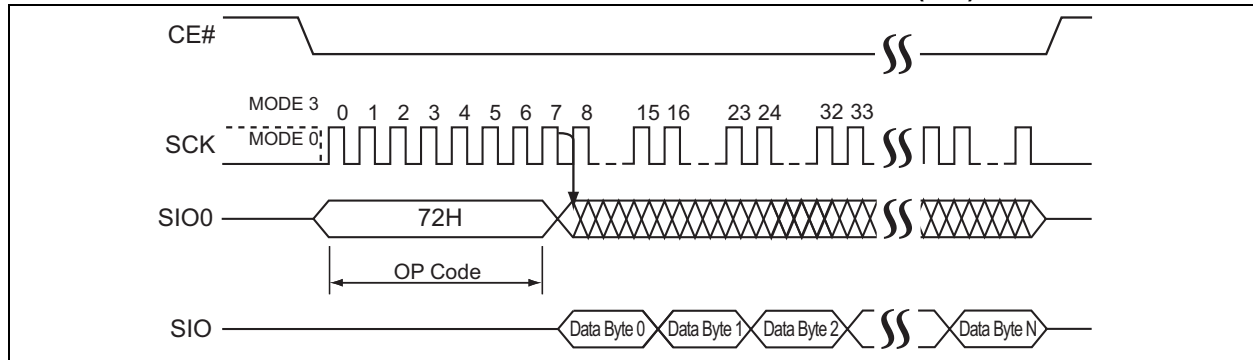 CE#
MODE 3
0 1 2 3 4 5 6 7 8 15 16 23 24 32 33
SCK
MODE 0
SIO0
72H
OP Code
SIO
Data Byte 0 Data Byte 1 Data Byte 2 Data Byte N